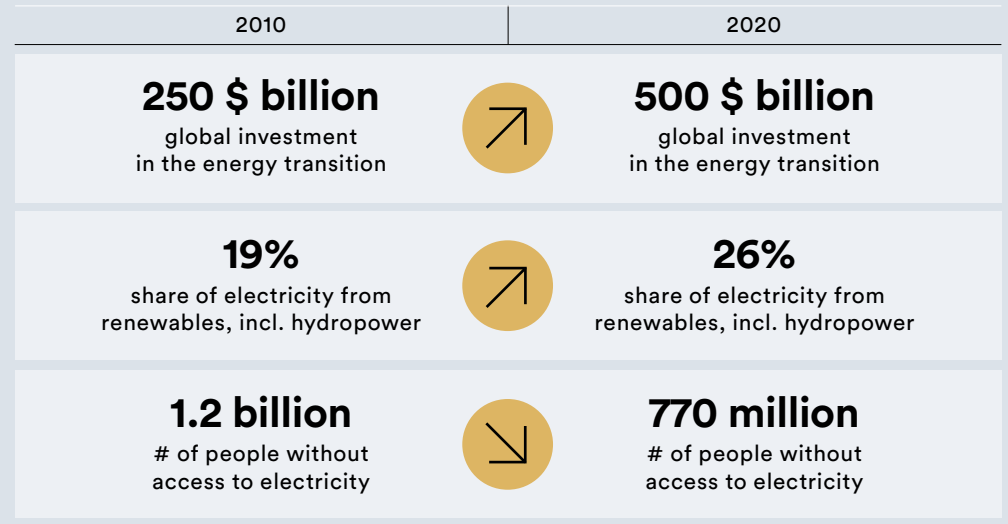 2010
2020
250 $ billion
global investment
in the energy transition
500 $ billion
global investment
in the energy transition
19%
share of electricity from
renewables, incl. hydropower
26%
share of electricity from
renewables, incl. hydropower
1.2 billion
# of people without
access to electricity
770 million
# of people without
access to electricity